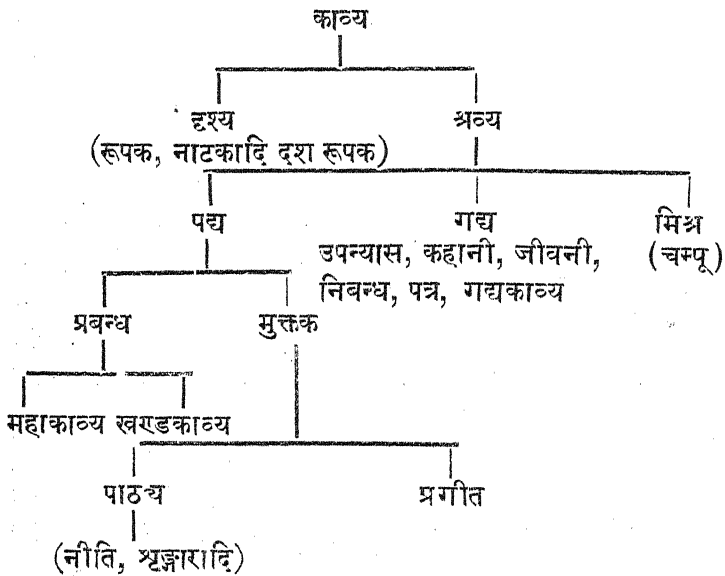 काव्य
दृश्य श्रव्य
(रूपक, नाटकादि दश रूपक)
पद्य गद्य मिश्र
उपन्यास, कहानी, जीवनी, (चम्पू)
निबन्ध, पत्र, गद्यकाव्य
प्रबन्ध मुक्तक
महाकाव्य खण्डकाव्य
पाठ्य प्रगीत
(नीति, शृङ्गारादि)